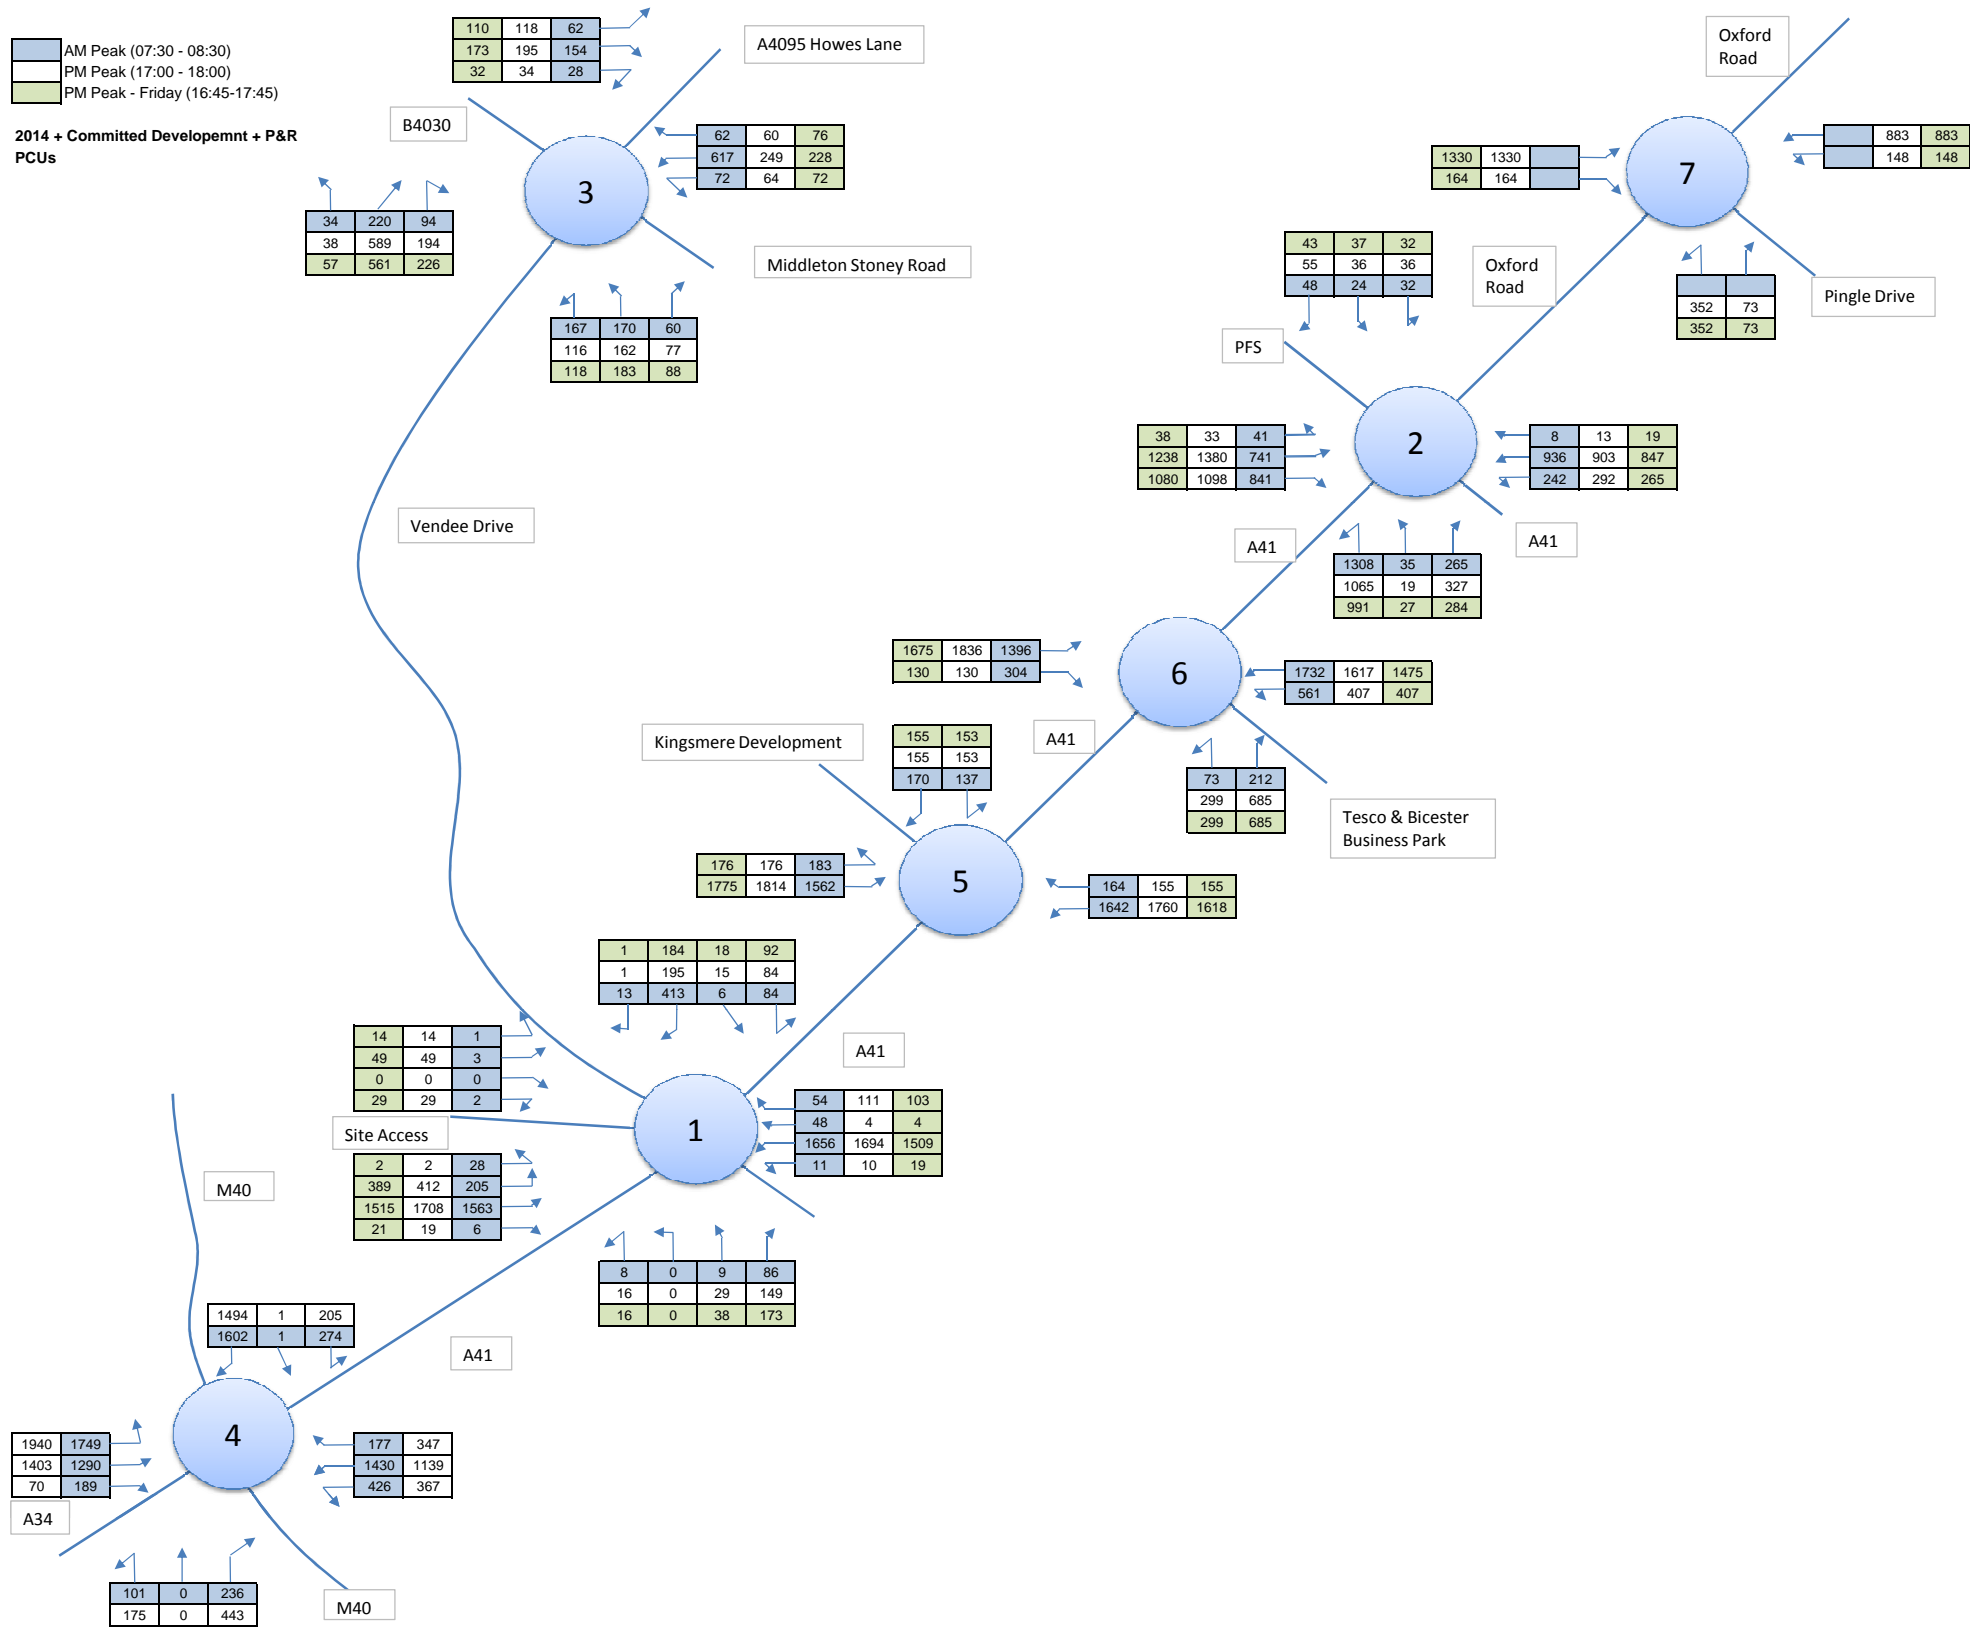 AM Peak (07:30 - 08:30)
PM Peak (17:00 - 18:00)
PM Peak - Friday (16:45-17:45)
2014 + Committed Developemnt + P&R
PCUs
110 118 62
173 195 154
32 34 28
A4095 Howes Lane
B4030
3
62 60 76
617 249 228
72 64 72
34 220 94
38 589 194
57 561 226
Middleton Stoney Road
167 170 60
116 162 77
118 183 88
Vendee Drive
Oxford
Road
883 883
148 148
1330 1330
164 164
7
352 73
352 73
Pingle Drive
Oxford
Road
43 37 32
55 36 36
48 24 32
PFS
38 33 41
1238 1380 741
1080 1098 841
2
8 13 19
936 903 847
242 292 265
A41
A41
1308 35 265
1065 19 327
991 27 284
1675 1836 1396
130 130 304
6
1732 1617 1475
561 407 407
A41
73 212
299 685
299 685
Tesco & Bicester
Business Park
Kingsmere Development
155 153
155 153
170 137
176 176 183
1775 1814 1562
5
164 155 155
1642 1760 1618
1 184 18 92
1 195 15 84
13 413 6 84
A41
14 14 1
49 49 3
0 0 0
29 29 2
Site Access
1
54 111 103
48 4 4
1656 1694 1509
11 10 19
2 2 28
389 412 205
1515 1708 1563
21 19 6
8 0 9 86
16 0 29 149
16 0 38 173
M40
A41
1494 1 205
1602 1 274
4
1940 1749
1403 1290
70 189
177 347
1430 1139
426 367
A34
101 0 236
175 0 443
M40